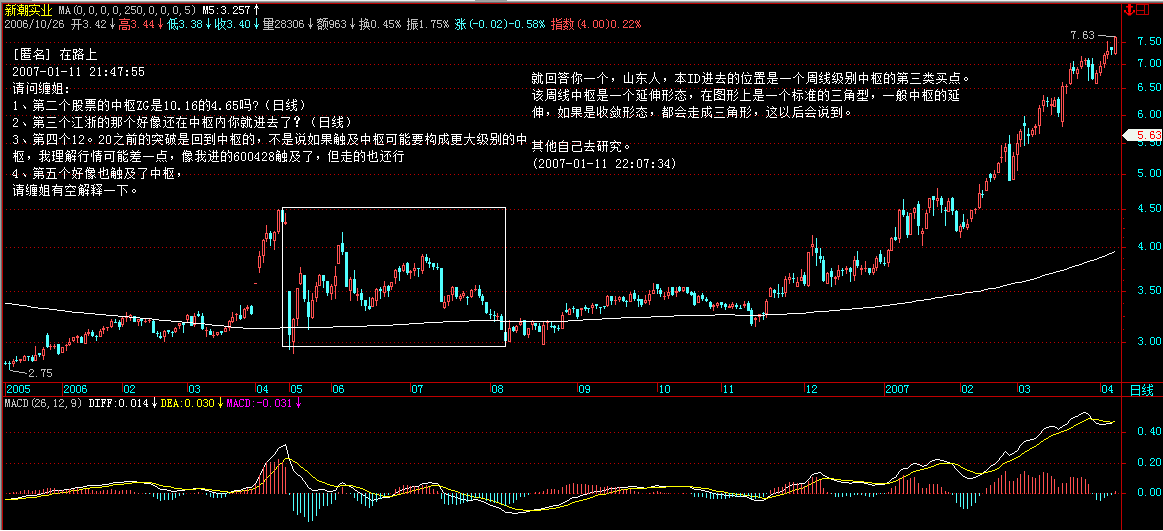 新潮实业 MA(0,0,0,0,250,0,0,0,5) M5:3.257↑
2006/10/26 开3.42↓高3.44↓低3.38↓收3.40↓量28306↓额963↓换0.45% 振1.75% 涨(-0.02)-0.58% 指数(4.00)0.22%
[匿名] 在路上
2007-01-11 21:47:55
请问缠姐:
1、第二个股票的中枢ZG是10.16的4.65吗?(日线)
2、第三个江浙的那个好像还在中枢内你就进去了?(日线)
3、第四个12。20之前的突破是回到中枢的,不是说如果触及中枢可能要构成更大级别的中
枢,我理解行情可能差一点,像我进的600428触及了,但走的也还行
4、第五个好像也触及了中枢,
请缠姐有空解释一下。
就回答你一个,山东人,本ID进去的位置是一个周线级别中枢的第三类买点。
该周线中枢是一个延伸形态,在图形上是一个标准的三角型,一般中枢的延
伸,如果是收敛形态,都会走成三角形,这以后会说到。
其他自己去研究。
(2007-01-11 22:07:34)
7.63
7.50
7.00
6.50
6.00
5.63
5.00
4.50
4.00
3.50
3.00
2.75
2005 2006 02 03 04 05 06 07 08 09 10 11 12 2007 02 03 04 日线
MACD(26,12,9) DIFF:0.014↓ DEA:0.030↓ MACD:-0.031↓
0.40
0.20
0.00